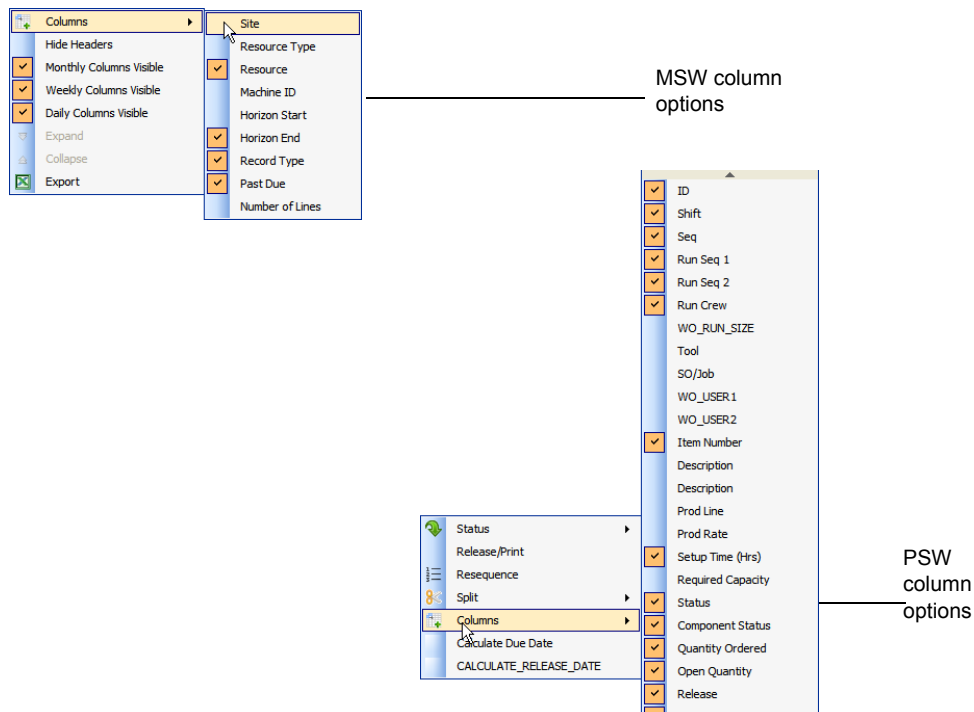 Columns
Hide Headers
Monthly Columns Visible
Weekly Columns Visible
Daily Columns Visible
Expand
Collapse
Export
Site
Resource Type
Resource
Machine ID
Horizon Start
Horizon End
Record Type
Past Due
Number of Lines
MSW column
options
ID
Shift
Seq
Run Seq 1
Run Seq 2
Run Crew
WO_RUN_SIZE
Tool
SO/Job
WO_USER1
WO_USER2
Item Number
Description
Description
Prod Line
Prod Rate
Setup Time (Hrs)
Required Capacity
Status
Component Status
Quantity Ordered
Open Quantity
Release
Status
Release/Print
Resequence
Split
Columns
Calculate Due Date
CALCULATE_RELEASE_DATE
PSW
column
options